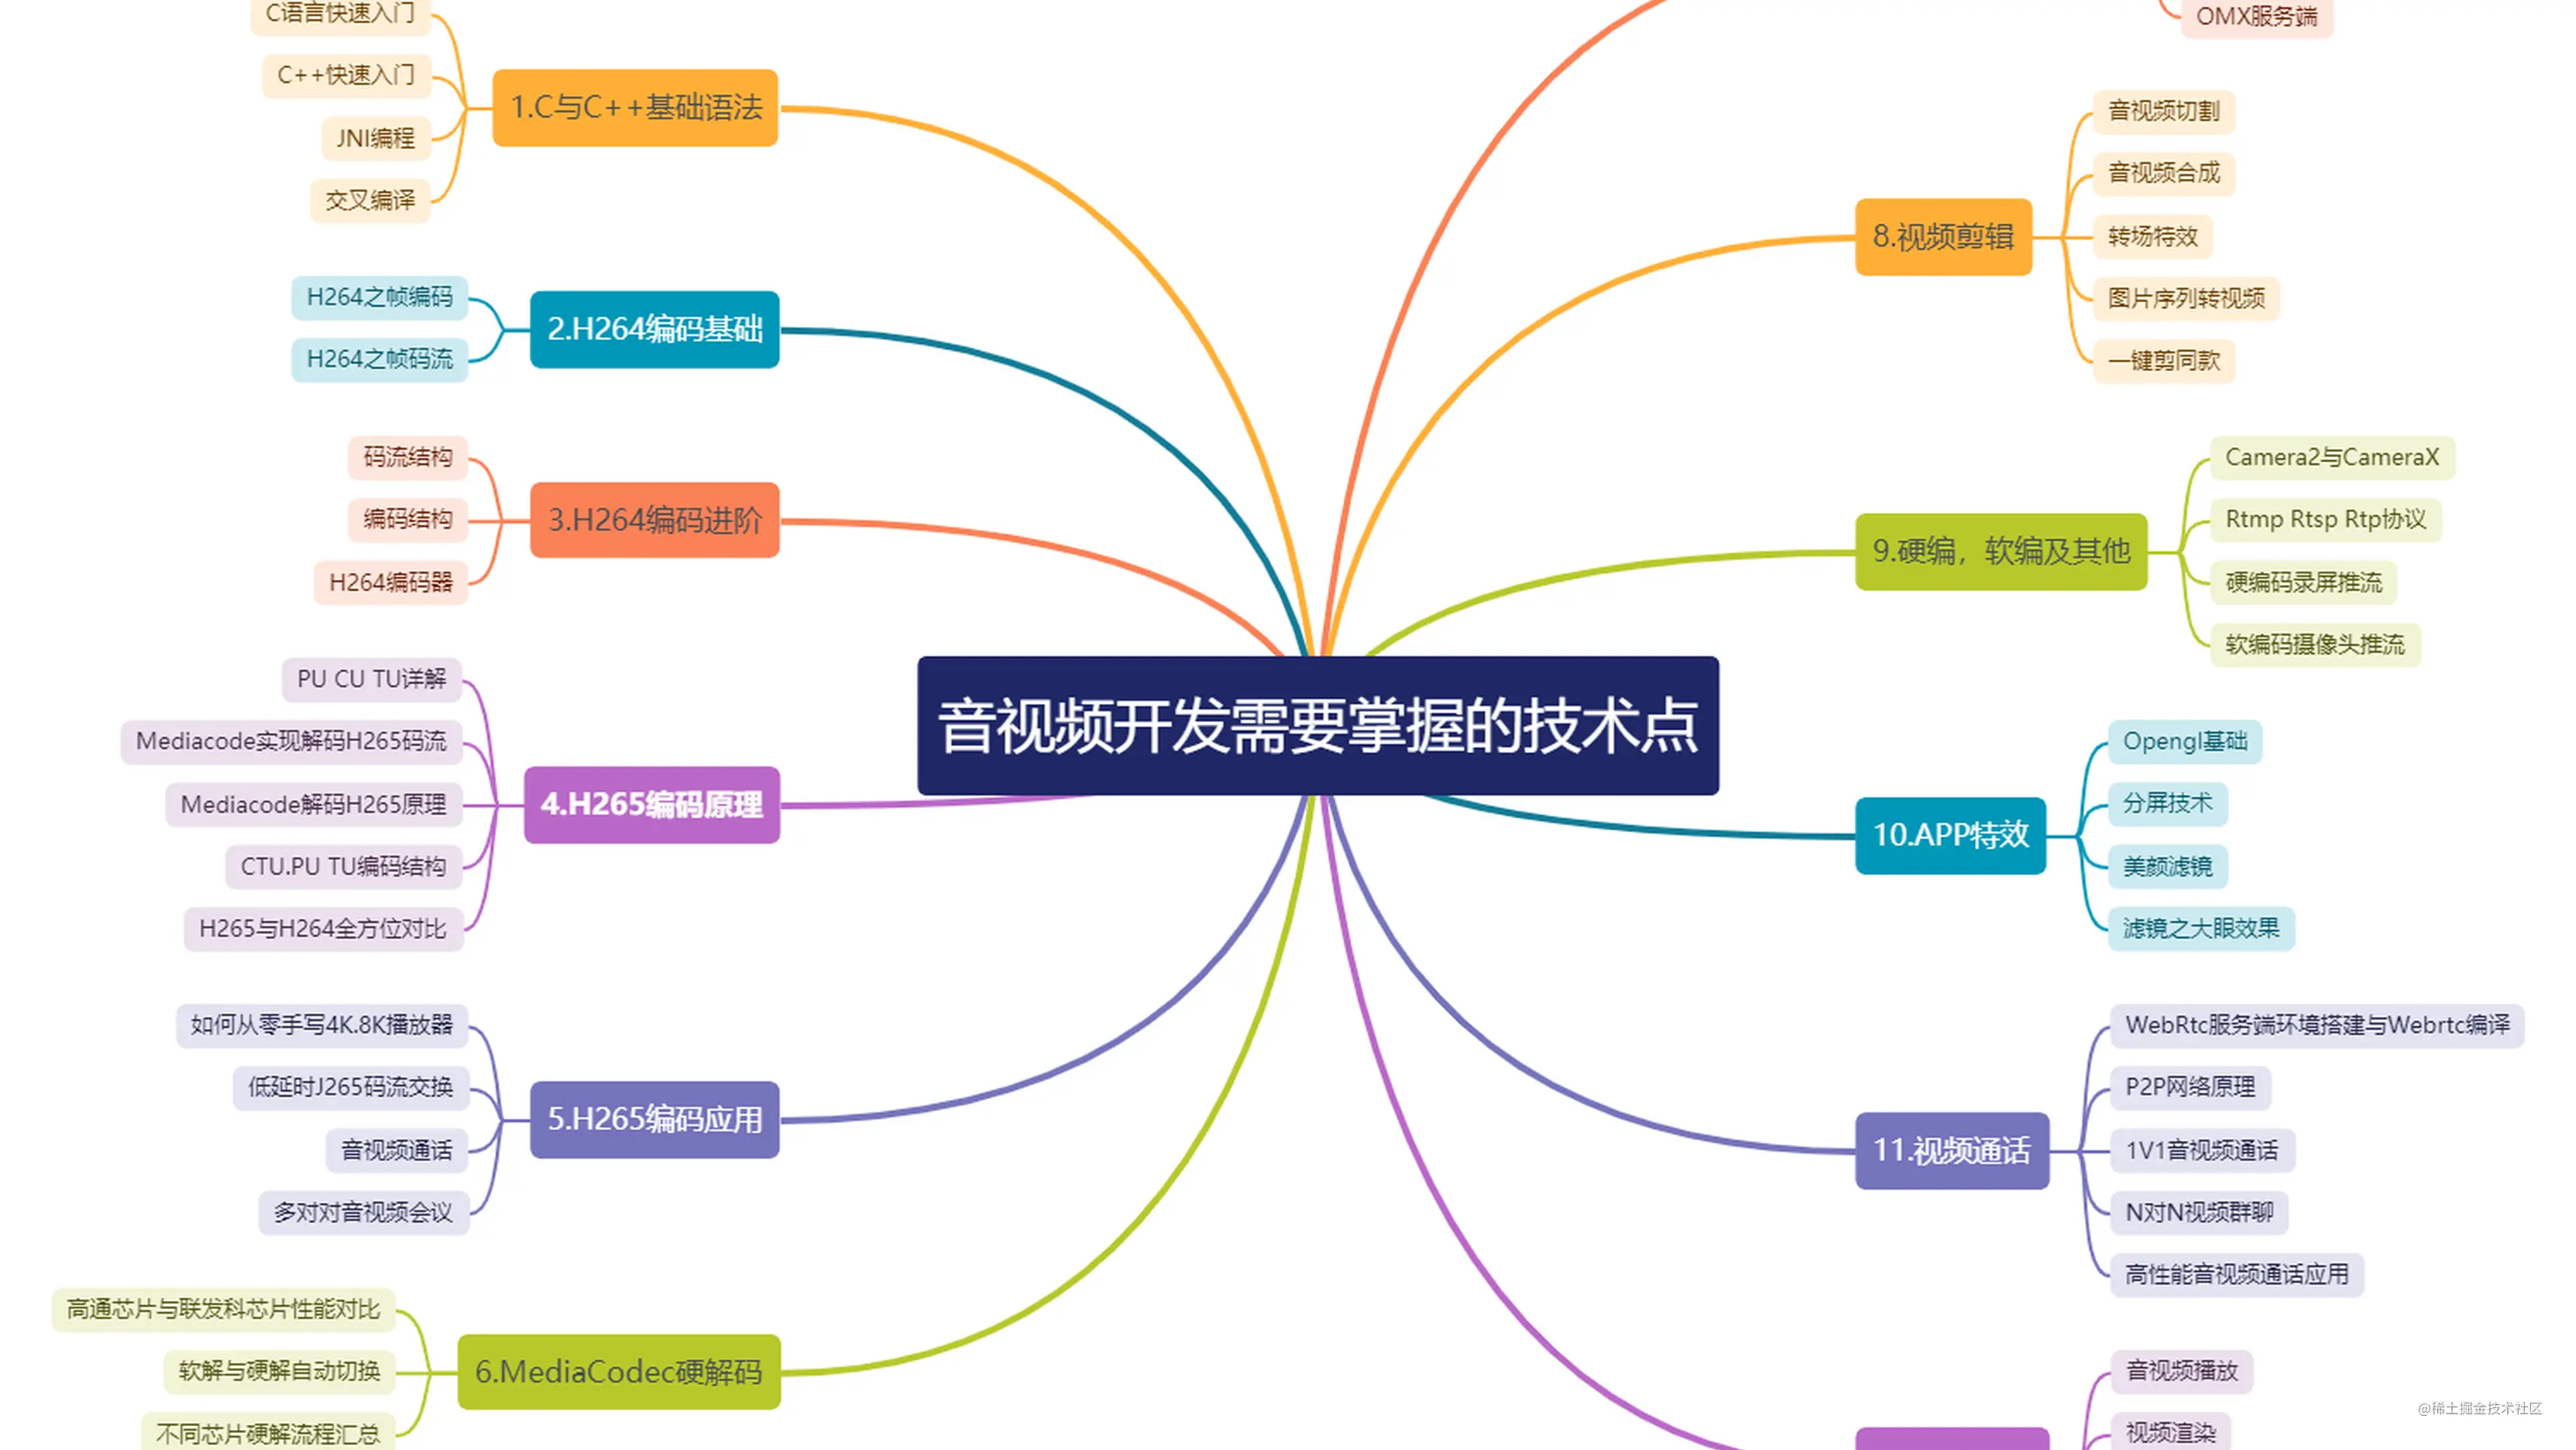 音视频开发需要掌握的技术点
1.C与C++基础语法
C语言快速入门
C++快速入门
JNI编程
交叉编译
2.H264编码基础
H264之帧编码
H264之帧码流
3.H264编码进阶
码流结构
编码结构
H264编码器
4.H265编码原理
PU CU TU详解
Mediacode实现解码H265码流
Mediacode解码H265原理
CTU.PU TU编码结构
H265与H264全方位对比
5.H265编码应用
如何从零手写4K.8K播放器
低延时J265码流交换
音视频通话
多对对音视频会议
6.MediaCodec硬解码
高通芯片与联发科芯片性能对比
软解与硬解自动切换
不同芯片硬解流程汇总
OMX服务端
8.视频剪辑
音视频切割
音视频合成
转场特效
图片序列转视频
一键剪同款
9.硬编，软编及其他
Camera2与CameraX
Rtmp Rtsp Rtp协议
硬编码录屏推流
软编码摄像头推流
10.APP特效
Opengl基础
分屏技术
美颜滤镜
滤镜之大眼效果
11.视频通话
WebRtc服务端环境搭建与Webrtc编译
P2P网络原理
1V1音视频通话
N对N视频群聊
高性能音视频通话应用
音视频播放
视频渲染
@稀土掘金技术社区